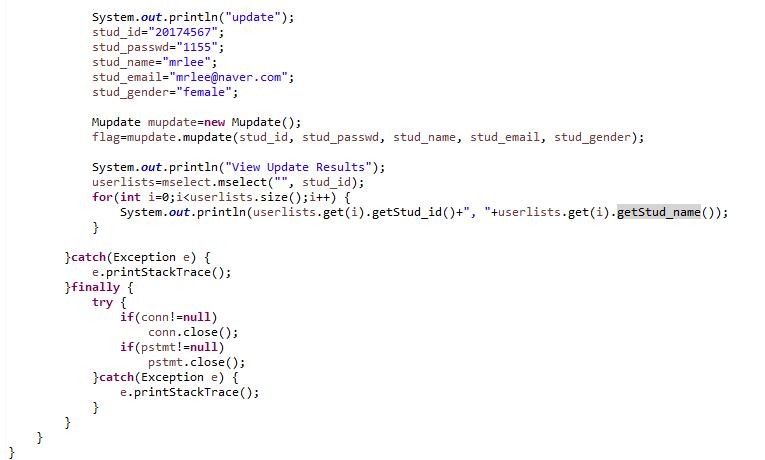 System.out.println("update");
stud_id="20174567";
stud_passwd="1155";
stud_name="mrlee";
stud_email="mrlee@naver.com";
stud_gender="female";
Mupdate mupdate=new Mupdate();
flag=mupdate.mupdate(stud_id, stud_passwd, stud_name, stud_email, stud_gender);
System.out.println("View Update Results");
userlists=mselect.mselect("", stud_id);
for(int i=0;i<userlists.size();i++) {
System.out.println(userlists.get(i).getStud_id()+", "+userlists.get(i).getStud_name());
}
}catch(Exception e) {
e.printStackTrace();
}finally {
try {
if(conn!=null)
conn.close();
if(pstmt!=null)
pstmt.close();
}catch(Exception e) {
e.printStackTrace();
}
}
}
}